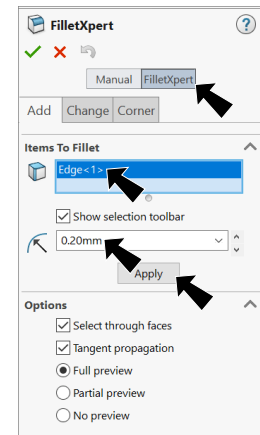 FilletXpert
?
Manual FilletXpert
Add Change Corner
Items To Fillet
Edge<1>
Show selection toolbar
0.20mm
Apply
Options
Select through faces
Tangent propagation
Full preview
Partial preview
No preview